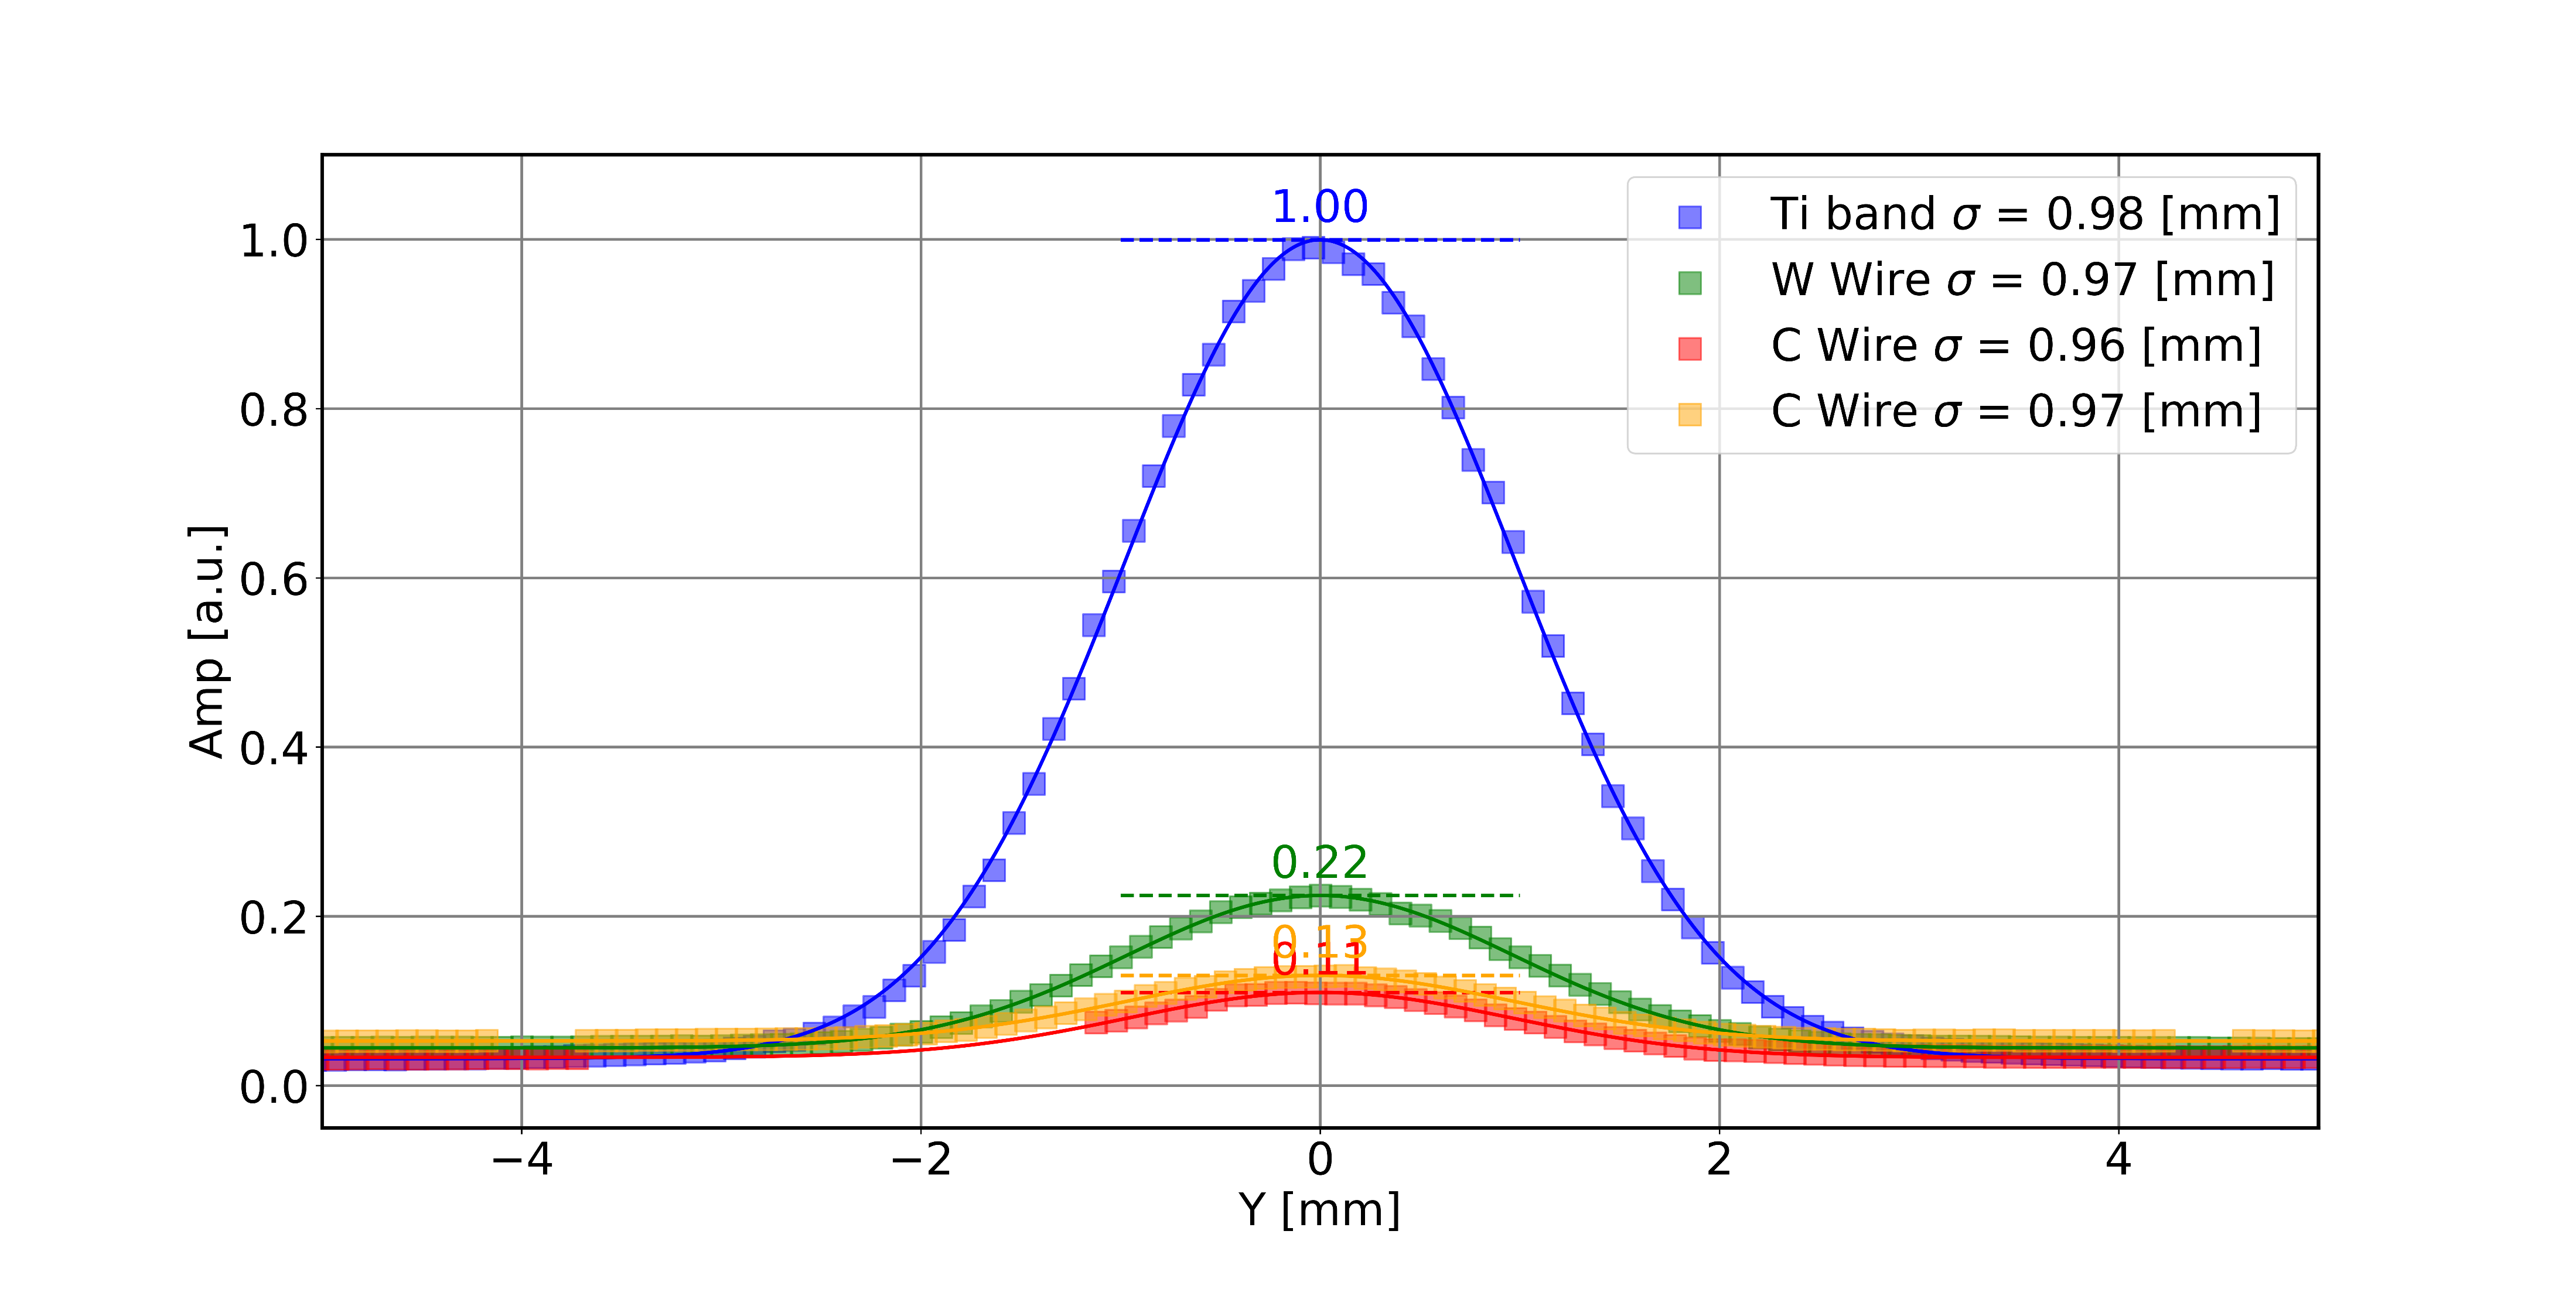 1.00
Ti band σ = 0.98 [mm]
W Wire σ = 0.97 [mm]
C Wire σ = 0.96 [mm]
C Wire σ = 0.97 [mm]
1.0
0.8
0.6
0.4
0.2
0.0
Amp [a.u.]
0.22
0.13
0.11
−4
−2
0
2
4
Y [mm]